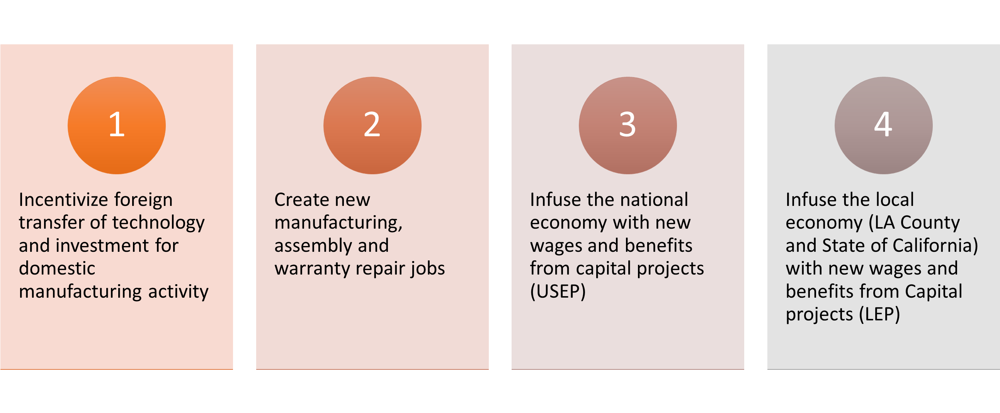 1
Incentivize foreign
transfer of technology
and investment for
domestic
manufacturing activity
2
Create new
manufacturing,
assembly and
warranty repair jobs
3
Infuse the national
economy with new
wages and benefits
from capital projects
(USEP)
4
Infuse the local
economy (LA County
and State of California)
with new wages and
benefits from Capital
projects (LEP)